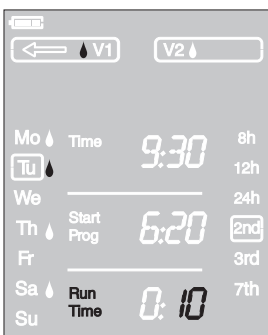 V1 V2
Mo Time 9:30 8h
Tu 12h
We 24h
Th Start Prog 6:20 2nd
Fr 3rd
Sa Run Time 0:10 7th
Su